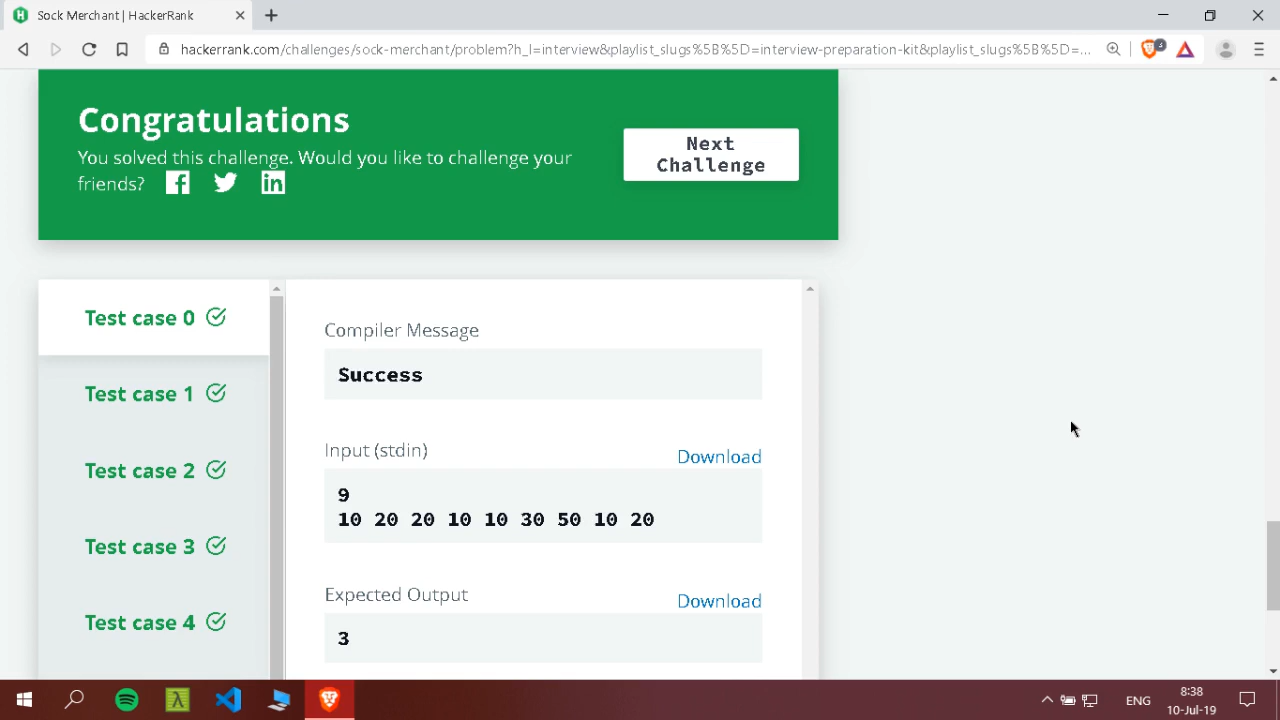 Sock Merchant | HackerRank
hackerrank.com/challenges/sock-merchant/problem?h_l=interview&playlist_slugs%5B%5D=interview-preparation-kit&playlist_slugs%5B%5D=...
3
Congratulations
You solved this challenge. Would you like to challenge your
friends?
Next
Challenge
Test case 0
Test case 1
Test case 2
Test case 3
Test case 4
Compiler Message
Success
Input (stdin)
Download
9
10 20 20 10 10 30 50 10 20
Expected Output
Download
3
ENG
8:38
10-Jul-19